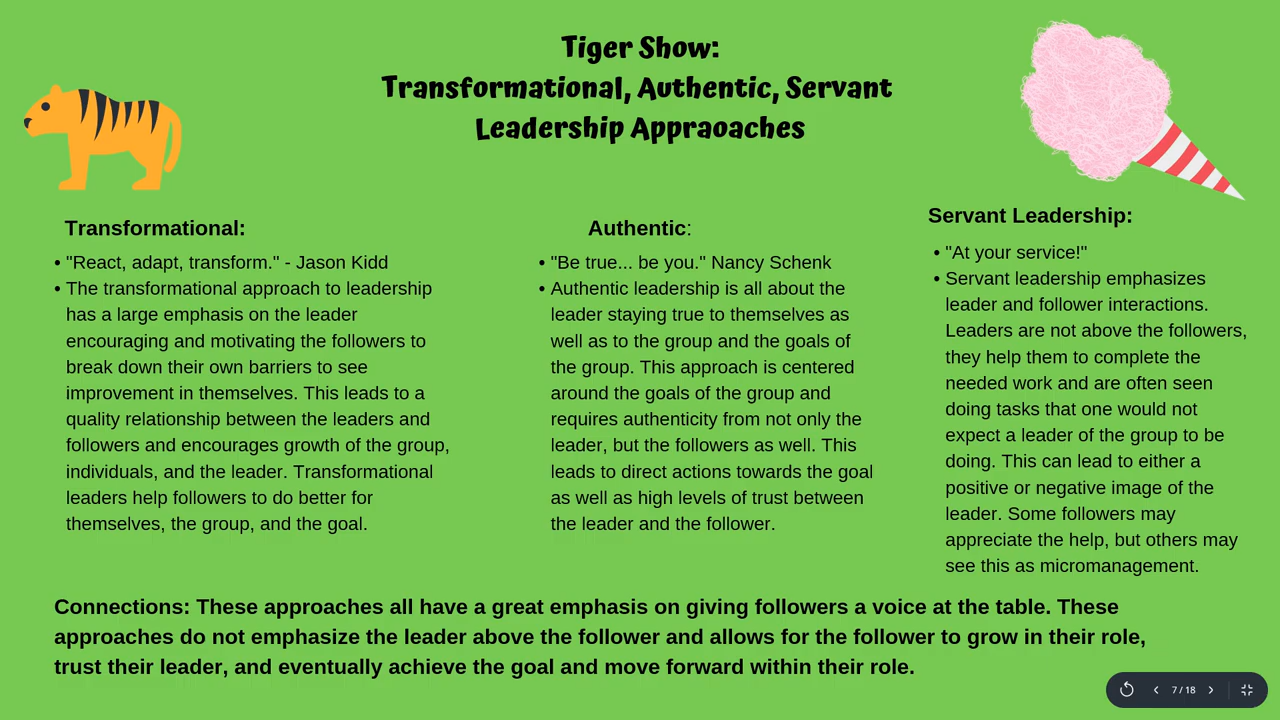 Tiger Show:
Transformational, Authentic, Servant
Leadership Appraoaches
Transformational:
• "React, adapt, transform." - Jason Kidd
• The transformational approach to leadership
has a large emphasis on the leader
encouraging and motivating the followers to
break down their own barriers to see
improvement in themselves. This leads to a
quality relationship between the leaders and
followers and encourages growth of the group,
individuals, and the leader. Transformational
leaders help followers to do better for
themselves, the group, and the goal.
Authentic:
• "Be true... be you." Nancy Schenk
• Authentic leadership is all about the
leader staying true to themselves as
well as to the group and the goals of
the group. This approach is centered
around the goals of the group and
requires authenticity from not only the
leader, but the followers as well. This
leads to direct actions towards the goal
as well as high levels of trust between
the leader and the follower.
Servant Leadership:
• "At your service!"
• Servant leadership emphasizes
leader and follower interactions.
Leaders are not above the followers,
they help them to complete the
needed work and are often seen
doing tasks that one would not
expect a leader of the group to be
doing. This can lead to either a
positive or negative image of the
leader. Some followers may
appreciate the help, but others may
see this as micromanagement.
Connections: These approaches all have a great emphasis on giving followers a voice at the table. These
approaches do not emphasize the leader above the follower and allows for the follower to grow in their role,
trust their leader, and eventually achieve the goal and move forward within their role.
7 / 18